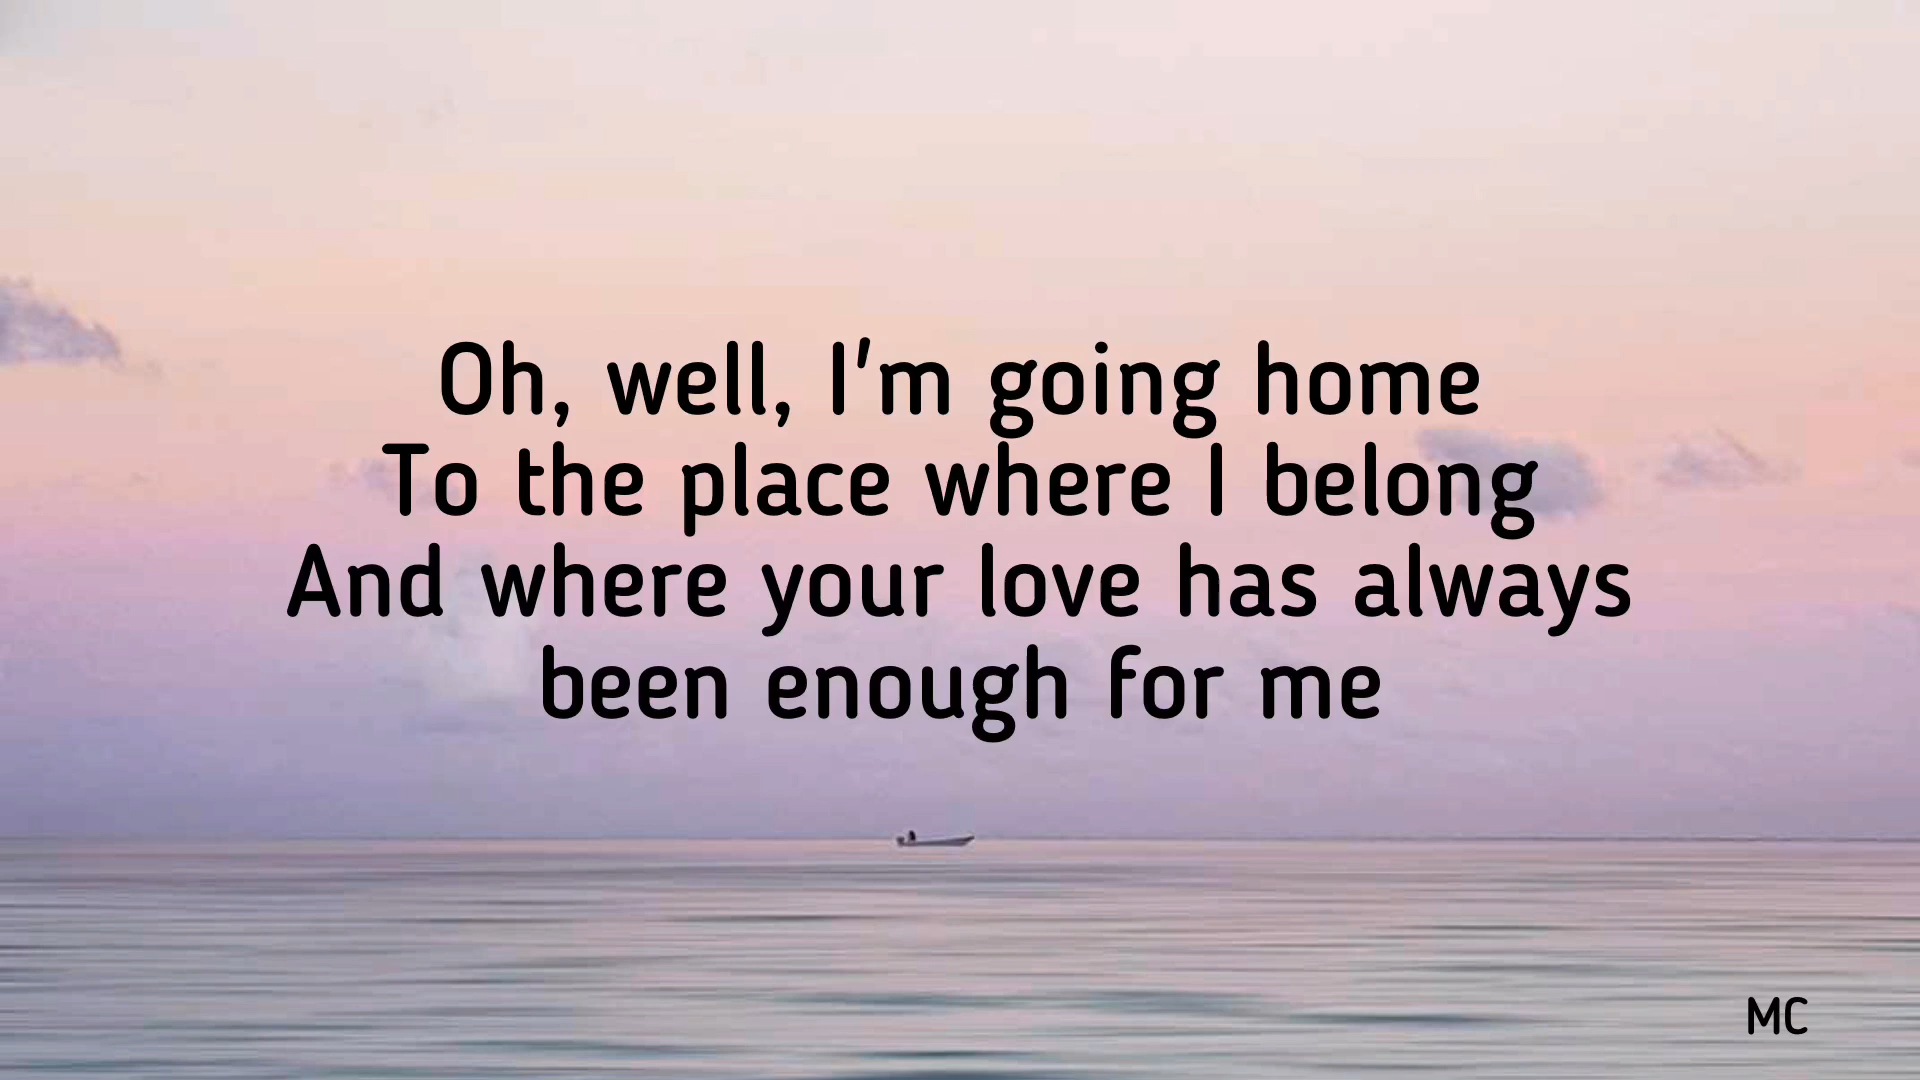 Oh, well, I'm going home
To the place where I belong
And where your love has always
been enough for me
MC